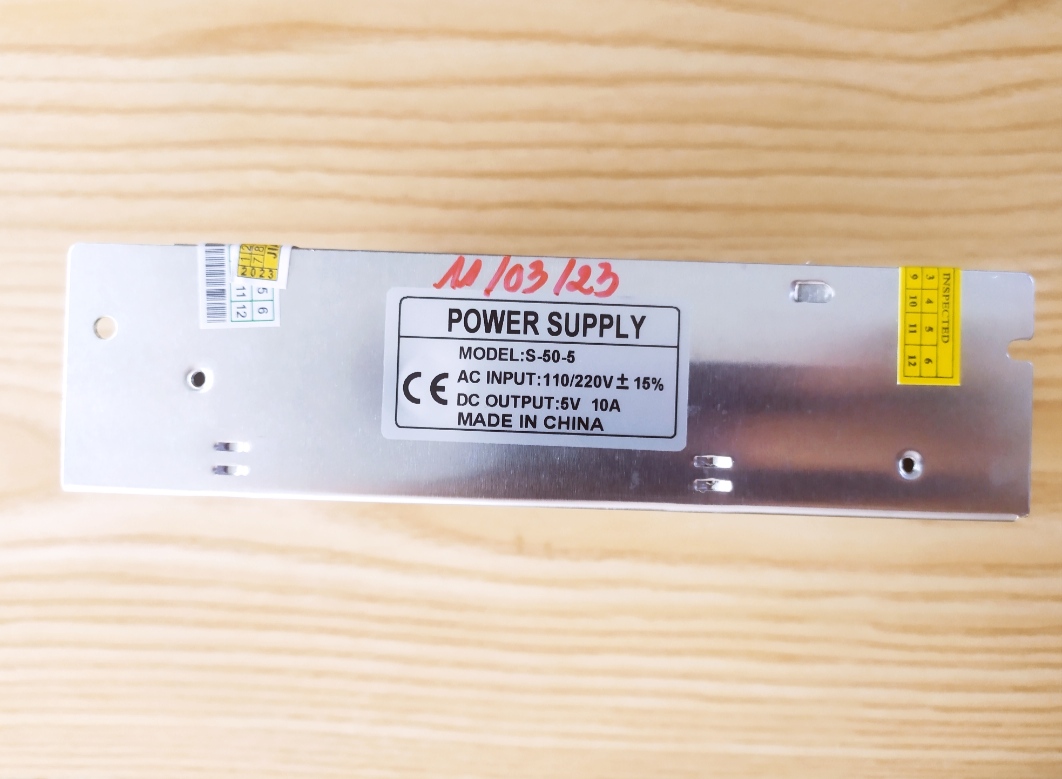 11/03/23
POWER SUPPLY
MODEL:S-50-5
AC INPUT:110/220V ± 15%
CE
DC OUTPUT:5V 10A
MADE IN CHINA
2023
5 6
11 12
INSPECTED
3 4 5 6
9 10 11 12